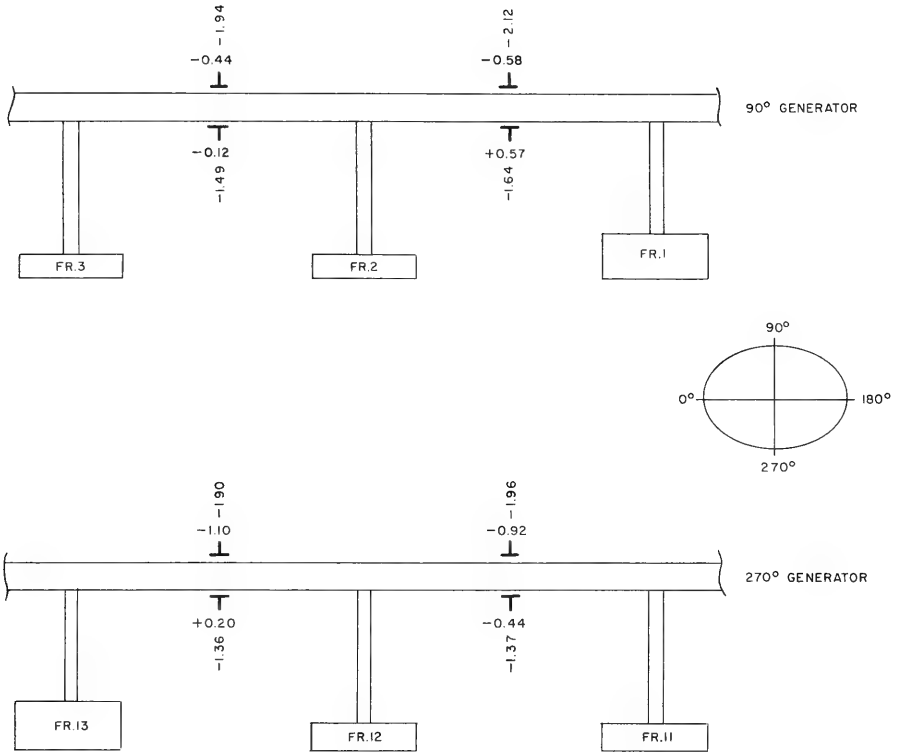 -1.94
-2.12
-0.44
-0.58
90° GENERATOR
-0.12
+0.57
-1.49
-1.64
FR.3
FR.2
FR.1
90°
0°
180°
270°
-1.90
-1.96
-1.10
-0.92
270° GENERATOR
+0.20
-0.44
-1.36
-1.37
FR.13
FR.12
FR.11